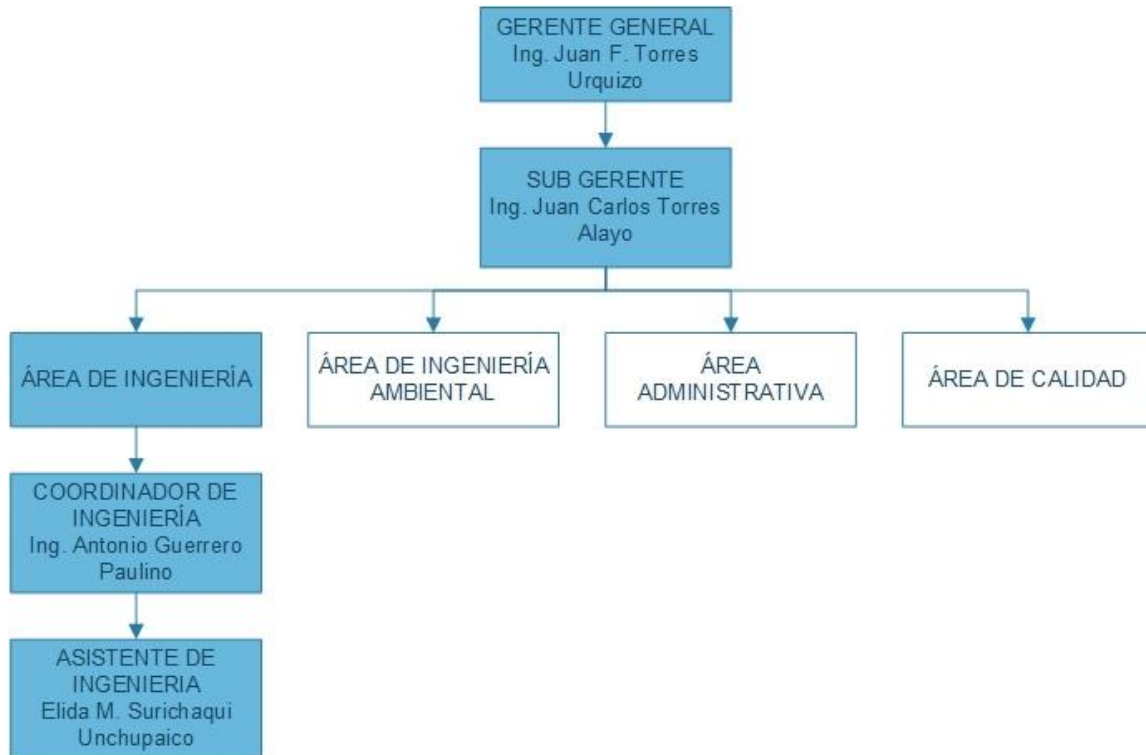 GERENTE GENERAL
Ing. Juan F. Torres
Urquizo
SUB GERENTE
Ing. Juan Carlos Torres
Alayo
ÁREA DE INGENIERÍA
ÁREA DE INGENIERÍA
AMBIENTAL
ÁREA
ADMINISTRATIVA
ÁREA DE CALIDAD
COORDINADOR DE
INGENIERÍA
Ing. Antonio Guerrero
Paulino
ASISTENTE DE
INGENIERIA
Elida M. Surichaqui
Unchupaico